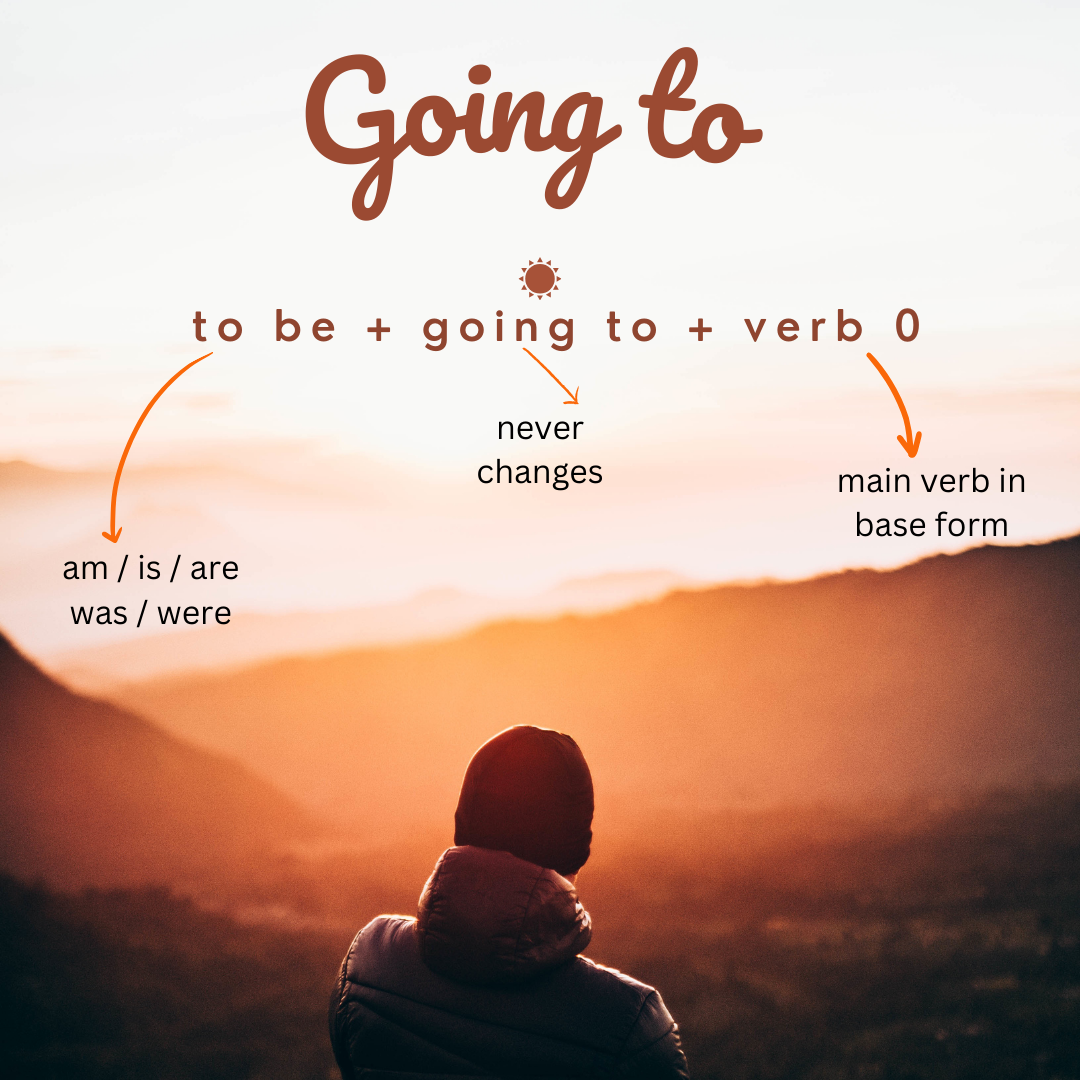 Going to
to be + going to + verb 0
never
changes
main verb in
base form
am / is / are
was / were